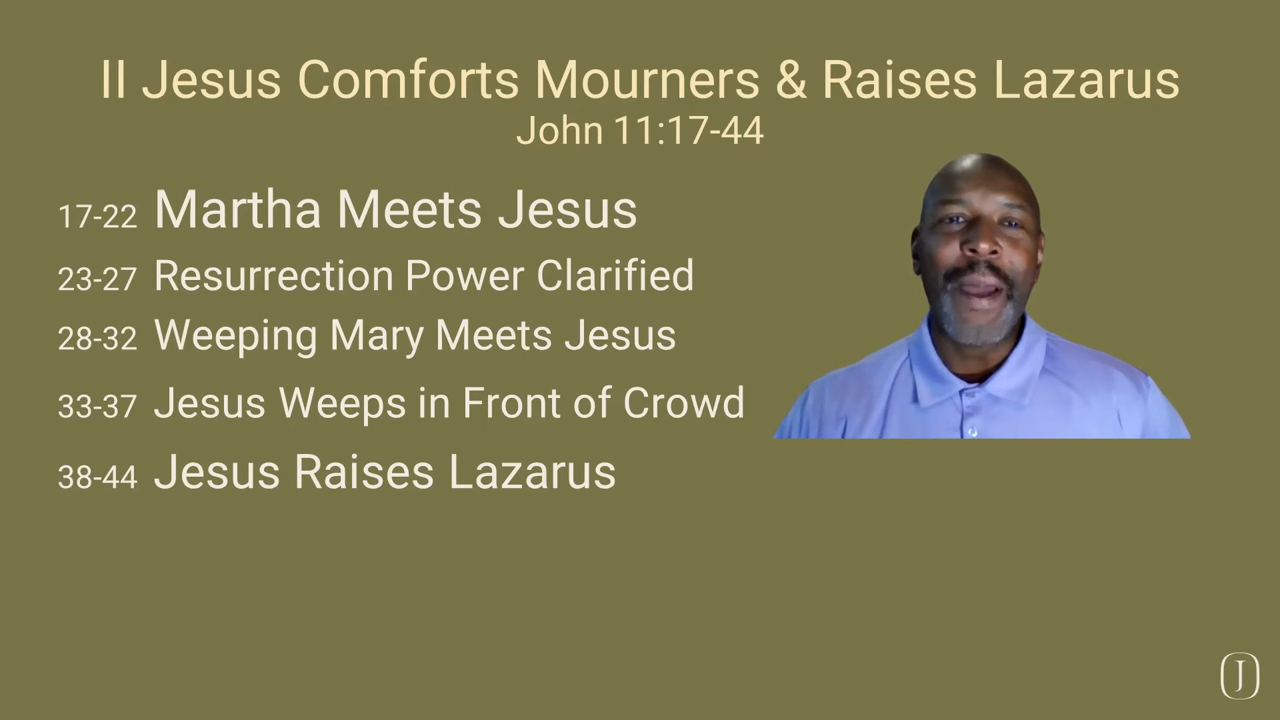 II Jesus Comforts Mourners & Raises Lazarus
John 11:17-44
17-22 Martha Meets Jesus
23-27 Resurrection Power Clarified
28-32 Weeping Mary Meets Jesus
33-37 Jesus Weeps in Front of Crowd
38-44 Jesus Raises Lazarus
J